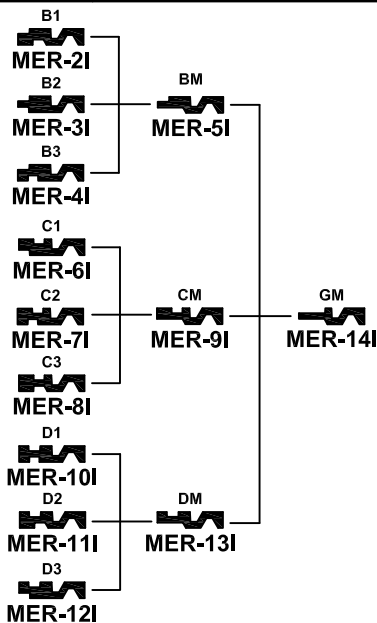 B1
MER-2I
B2
MER-3I
BM
MER-5I
B3
MER-4I
C1
MER-6I
C2
MER-7I
CM
MER-9I
GM
MER-14I
C3
MER-8I
D1
MER-10I
D2
MER-11I
DM
MER-13I
D3
MER-12I